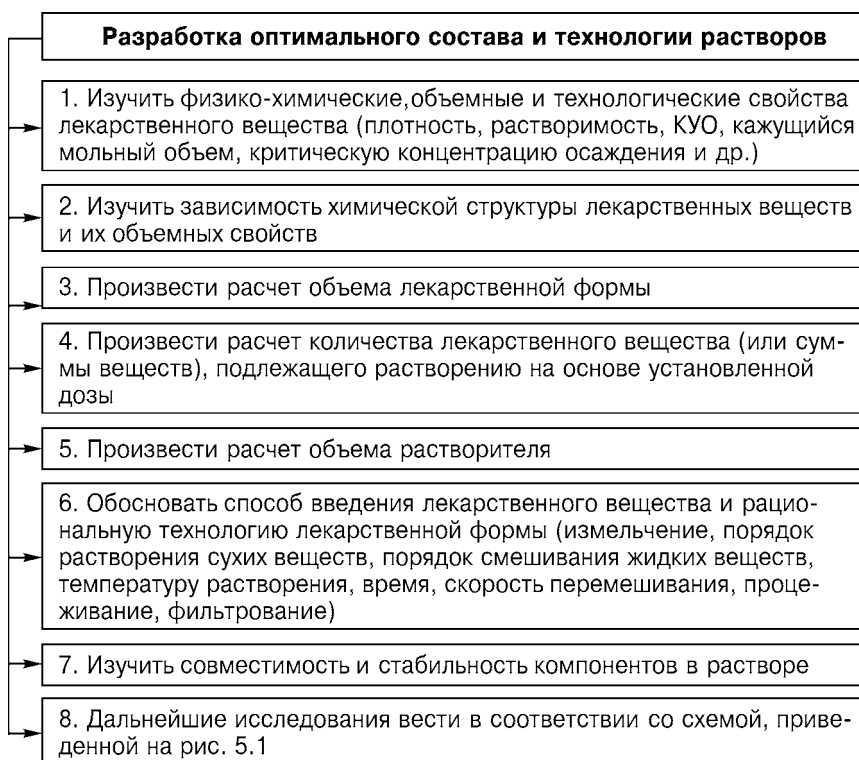 Разработка оптимального состава и технологии растворов
1. Изучить физико-химические,объемные и технологические свойства
лекарственного вещества (плотность, растворимость, КУО, кажущийся
мольный объем, критическую концентрацию осаждения и др.)
2. Изучить зависимость химической структуры лекарственных веществ
и их объемных свойств
3. Произвести расчет объема лекарственной формы
4. Произвести расчет количества лекарственного вещества (или сум-
мы веществ), подлежащего растворению на основе установленной
дозы
5. Произвести расчет объема растворителя
6. Обосновать способ введения лекарственного вещества и рацио-
нальную технологию лекарственной формы (измельчение, порядок
растворения сухих веществ, порядок смешивания жидких веществ,
температуру растворения, время, скорость перемешивания, проце-
живание, фильтрование)
7. Изучить совместимость и стабильность компонентов в растворе
8. Дальнейшие исследования вести в соответствии со схемой, приве-
денной на рис. 5.1